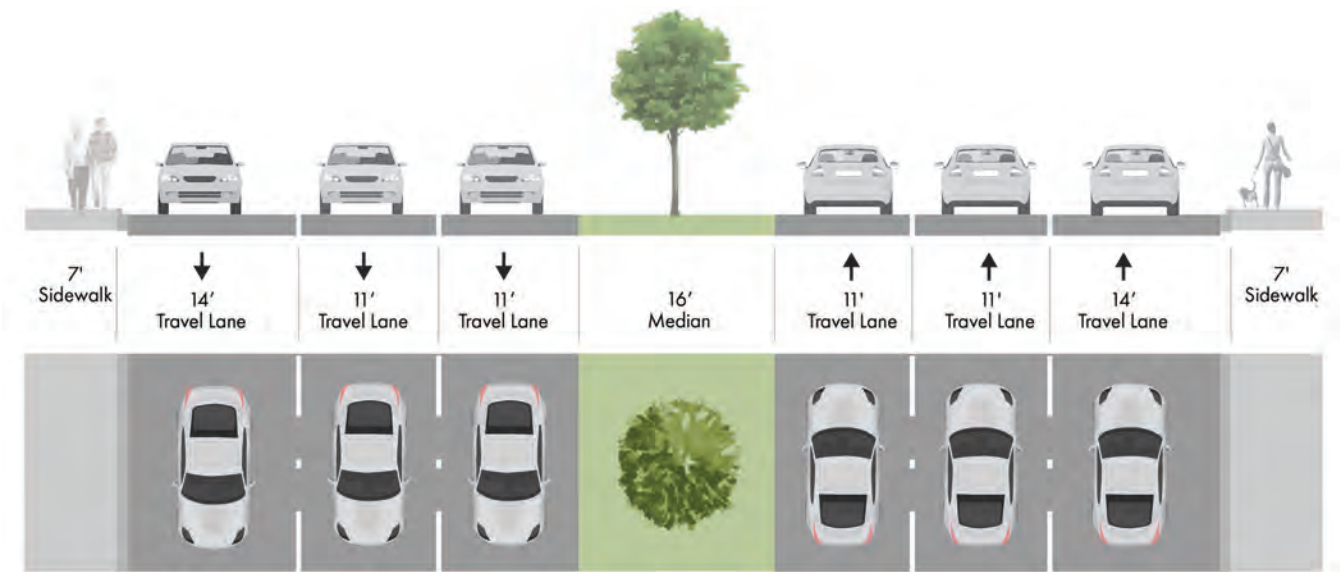 7'
Sidewalk
14'
Travel Lane
11'
Travel Lane
11'
Travel Lane
16'
Median
11'
Travel Lane
11'
Travel Lane
14'
Travel Lane
7'
Sidewalk